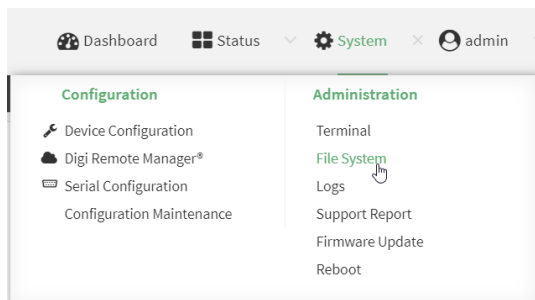 Dashboard Status System admin
Configuration
Device Configuration
Digi Remote Manager®
Serial Configuration
Configuration Maintenance
Administration
Terminal
File System
Logs
Support Report
Firmware Update
Reboot